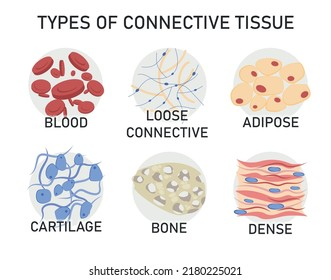 TYPES OF CONNECTIVE TISSUE
BLOOD
LOOSE
CONNECTIVE
ADIPOSE
CARTILAGE
BONE
DENSE
shutterstock.com · 2180225021